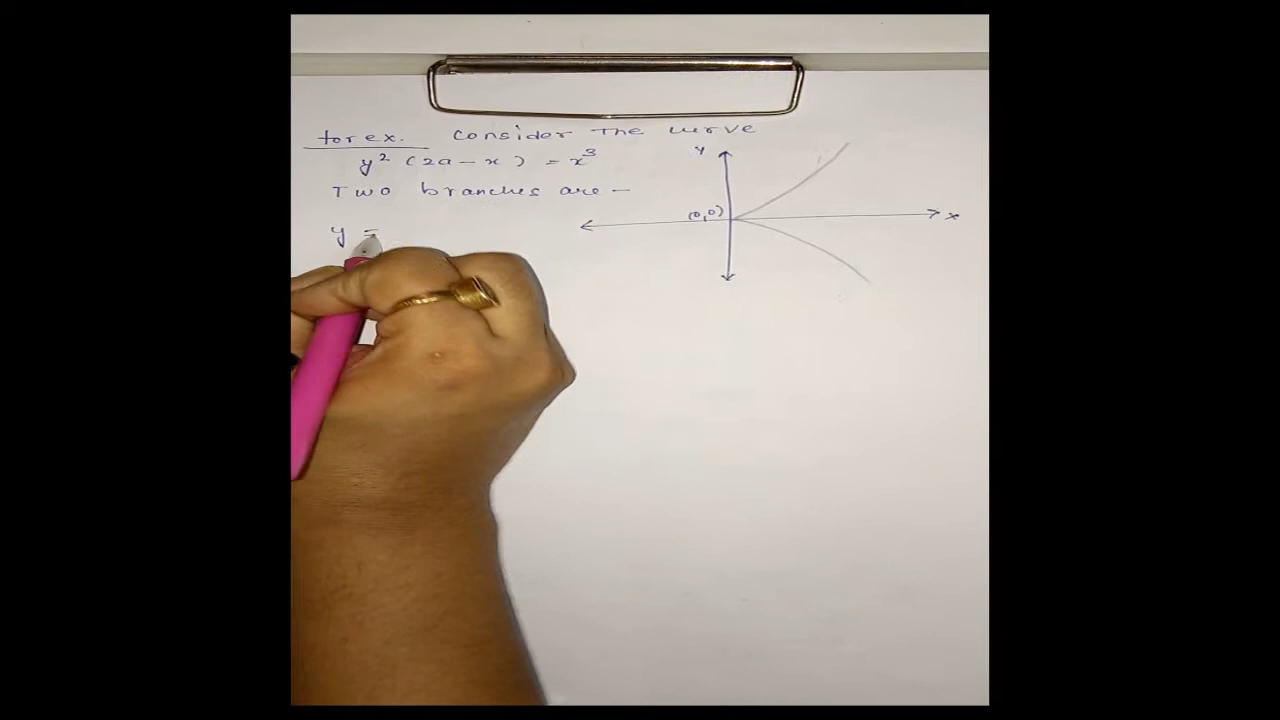 for ex. Consider the curve
y² (2a - x) = x³
Two branches are -
y =
y
(0,0)
x